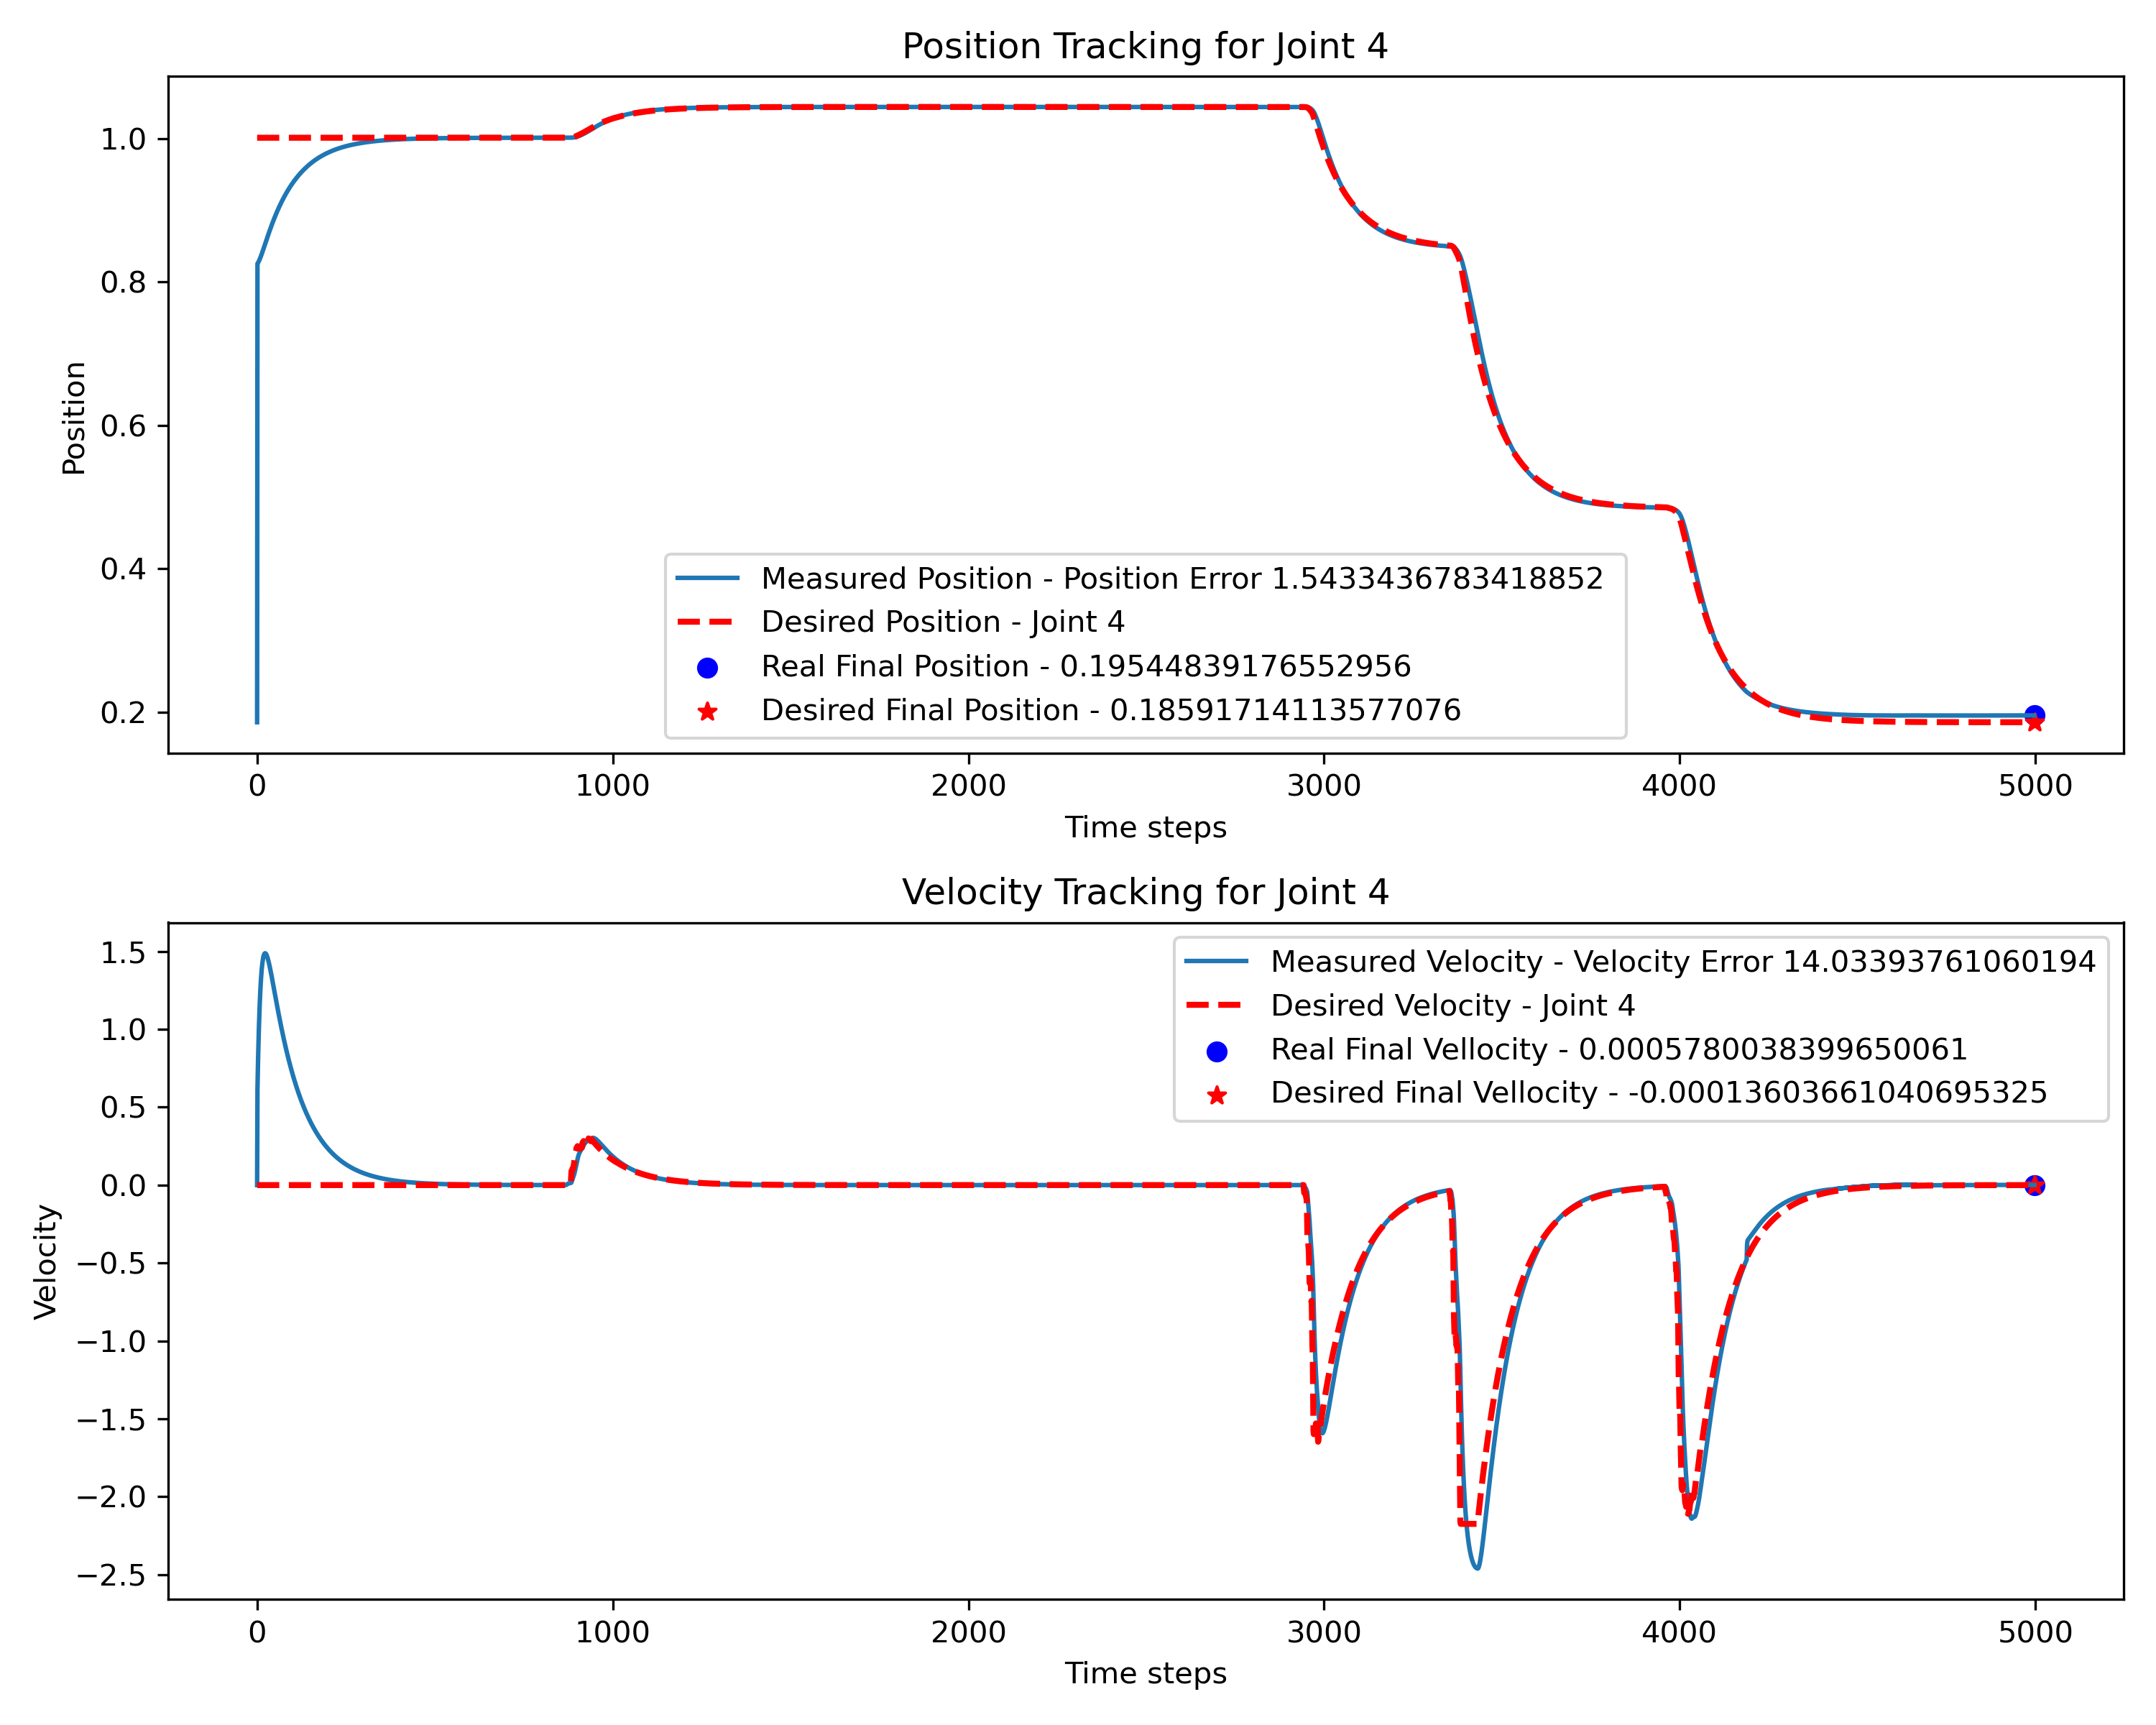 Position Tracking for Joint 4
1.0
0.8
0.6
0.4
0.2
Position
Measured Position - Position Error 1.5433436783418852
Desired Position - Joint 4
Real Final Position - 0.19544839176552956
Desired Final Position - 0.18591714113577076
0 1000 2000 3000 4000 5000
Time steps
Velocity Tracking for Joint 4
1.5
1.0
0.5
0.0
−0.5
−1.0
−1.5
−2.0
−2.5
Velocity
Measured Velocity - Velocity Error 14.03393761060194
Desired Velocity - Joint 4
Real Final Vellocity - 0.0005780038399650061
Desired Final Vellocity - -0.00013603661040695325
0 1000 2000 3000 4000 5000
Time steps